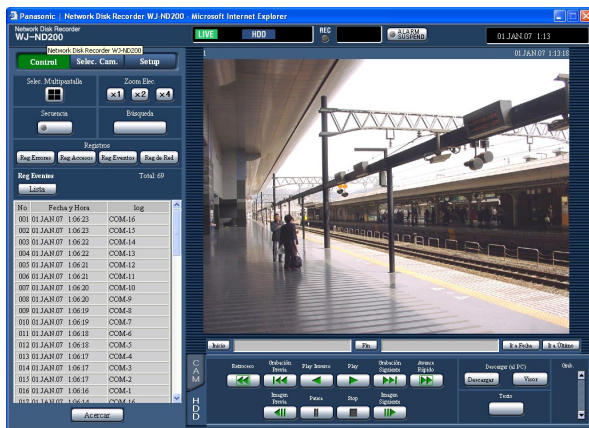 Panasonic | Network Disk Recorder WJ-ND200 - Microsoft Internet Explorer
Network Disk Recorder
WJ-ND200
LIVE HDD REC ALARM SUSPEND 01 JAN.07 1:13
Network Disk Recorder WJ-ND200
Control Selec. Cam. Setup
1 01 JAN.07 1:13:18
Selec. Multipantalla Zoom Elec.
x1 x2 x4
Secuencia Búsqueda
Registros
Reg Errores Reg Accesos Reg Eventos Reg de Red
Reg Eventos Total: 69
Lista
No Fecha y Hora log
001 01 JAN.07 1:06:23 COM-16
002 01 JAN.07 1:06:23 COM-15
003 01 JAN.07 1:06:22 COM-14
004 01 JAN.07 1:06:22 COM-13
005 01 JAN.07 1:06:21 COM-12
006 01 JAN.07 1:06:21 COM-11
007 01 JAN.07 1:06:20 COM-10
008 01 JAN.07 1:06:20 COM-9
009 01 JAN.07 1:06:19 COM-8
010 01 JAN.07 1:06:19 COM-7
011 01 JAN.07 1:06:18 COM-6
012 01 JAN.07 1:06:18 COM-5
013 01 JAN.07 1:06:17 COM-4
014 01 JAN.07 1:06:17 COM-3
015 01 JAN.07 1:06:17 COM-2
016 01 JAN.07 1:06:16 COM-1
017 01 JAN.07 1:06:14 COM-16
Acercar
Inicio Fin Ir a Fecha Ir a Último
CAM
Retroceso Grabación Previa Play Inverso Play Grabación Siguiente Avance Rápido
Descargar (al PC) Grab.
Descargar Visor
HDD
Imagen Previa Pausa Stop Imagen Siguiente
Texto